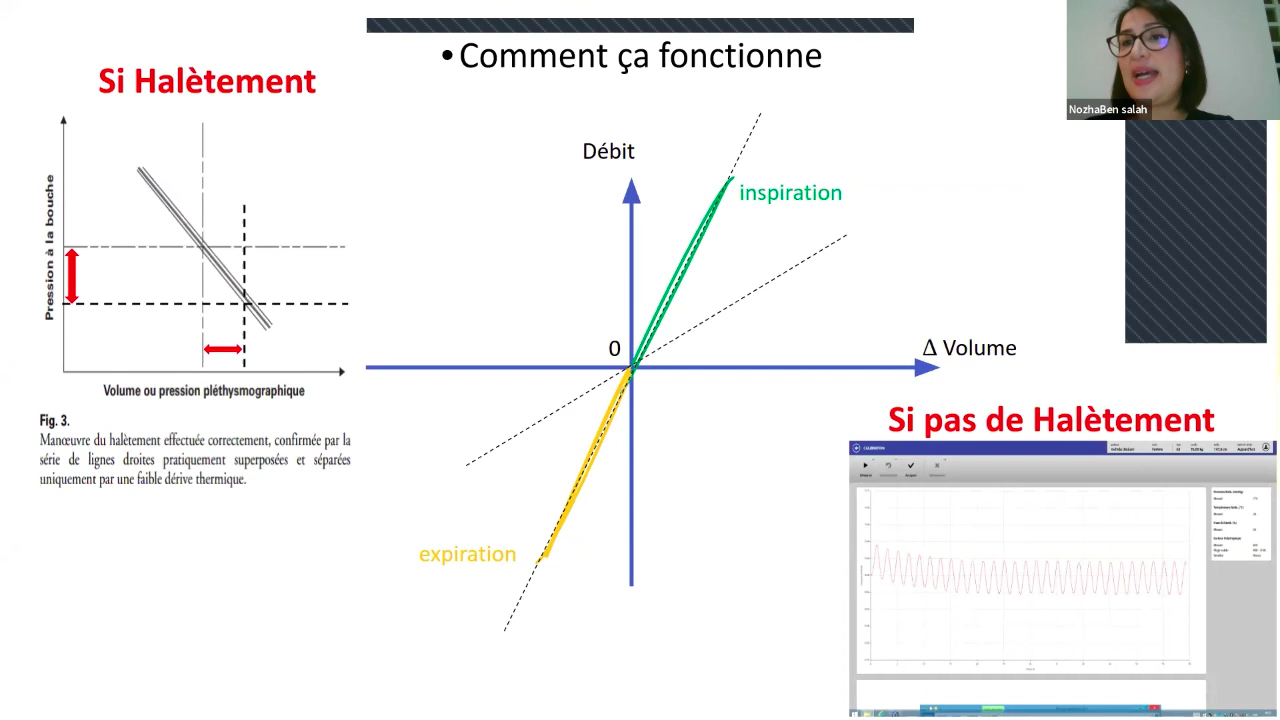 • Comment ça fonctionne
NozhaBen salah
Si Halètement
Pression à la bouche
Volume ou pression pléthysmographique
Fig. 3.
Manœuvre du halètement effectuée correctement, confirmée par la
série de lignes droites pratiquement superposées et séparées
uniquement par une faible dérive thermique.
Débit
inspiration
0
Δ Volume
expiration
Si pas de Halètement